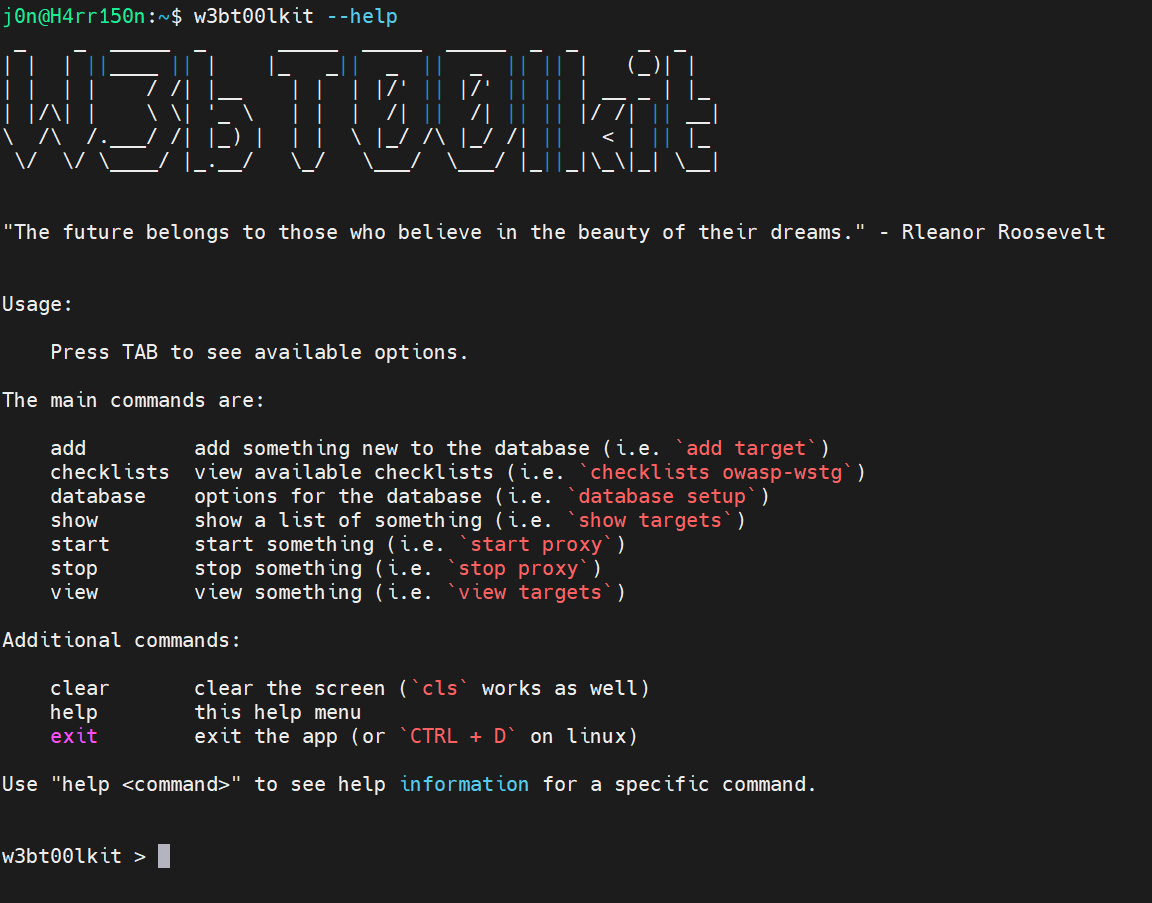 j0n@H4rr150n:~$ w3bt00lkit --help
W3b T00lkit
"The future belongs to those who believe in the beauty of their dreams." - Rleanor Roosevelt
Usage:
Press TAB to see available options.
The main commands are:
add add something new to the database (i.e. `add target`)
checklists view available checklists (i.e. `checklists owasp-wstg`)
database options for the database (i.e. `database setup`)
show show a list of something (i.e. `show targets`)
start start something (i.e. `start proxy`)
stop stop something (i.e. `stop proxy`)
view view something (i.e. `view targets`)
Additional commands:
clear clear the screen (`cls` works as well)
help this help menu
exit exit the app (or `CTRL + D` on linux)
Use "help <command>" to see help information for a specific command.
w3bt00lkit >